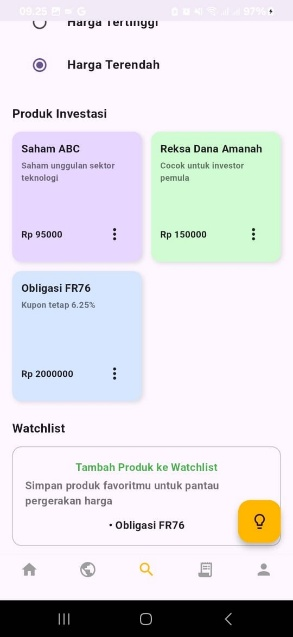 09.25
97%
Harga Tertinggi
Harga Terendah
Produk Investasi
Saham ABC
Saham unggulan sektor
teknologi
Rp 95000
Reksa Dana Amanah
Cocok untuk investor
pemula
Rp 150000
Obligasi FR76
Kupon tetap 6.25%
Rp 2000000
Watchlist
Tambah Produk ke Watchlist
Simpan produk favoritmu untuk pantau
pergerakan harga
• Obligasi FR76